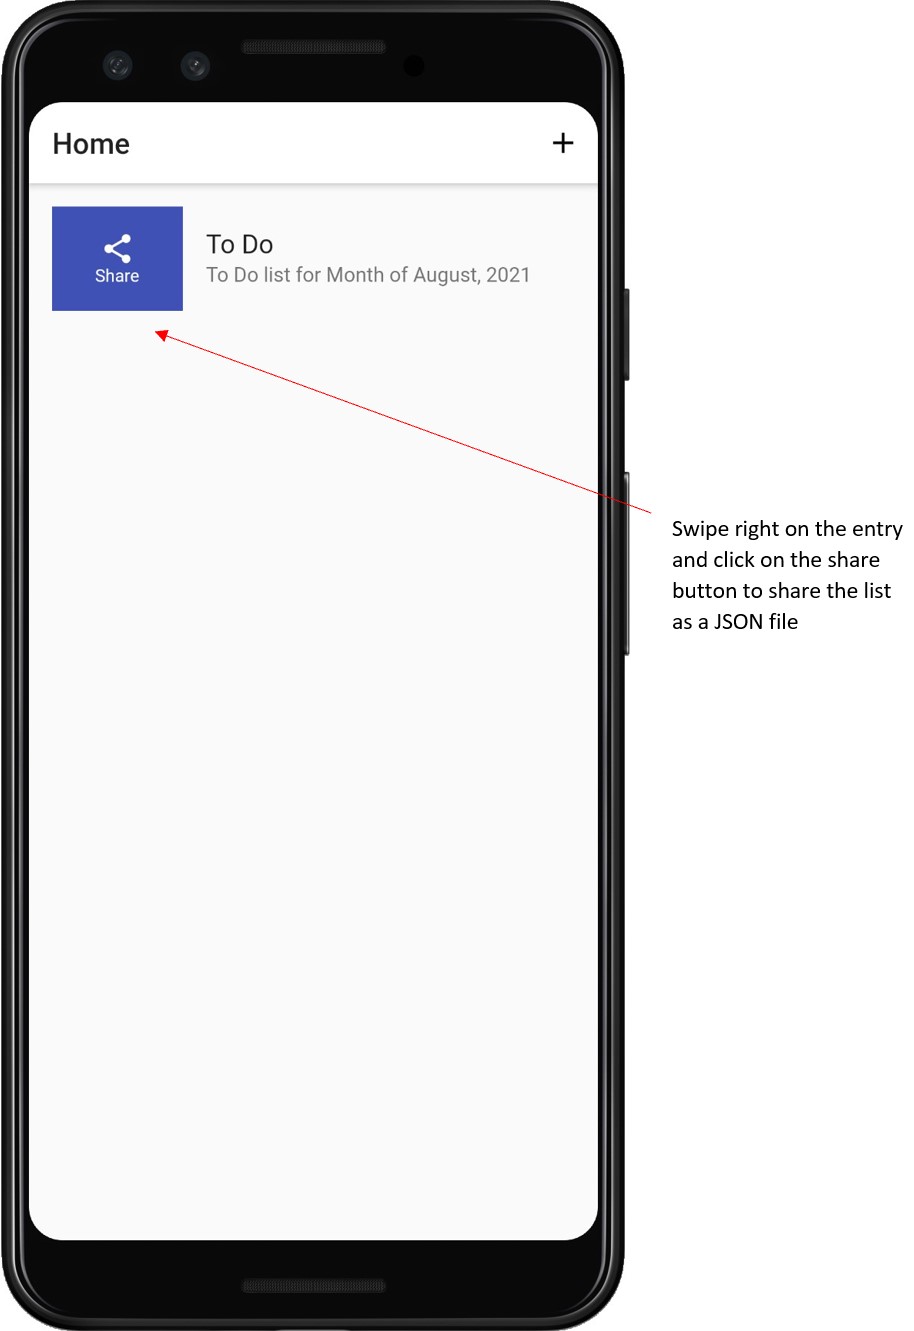 Home
To Do
Share
To Do list for Month of August, 2021
Swipe right on the entry
and click on the share
button to share the list
as a JSON file